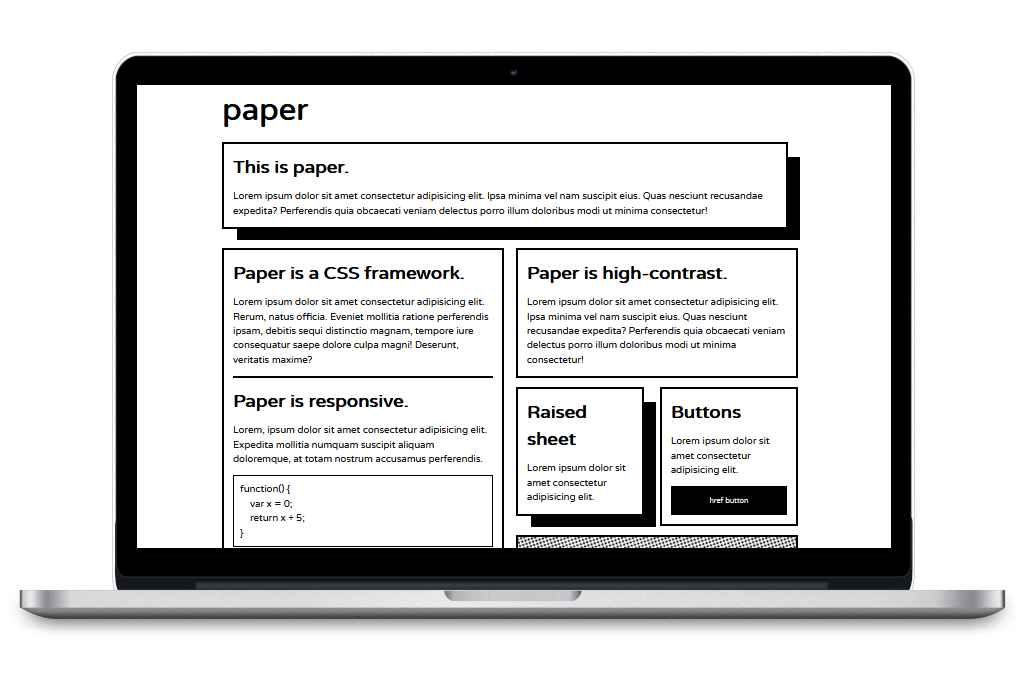 paper
This is paper.
Lorem ipsum dolor sit amet consectetur adipisicing elit. Ipsa minima vel nam suscipit eius. Quas nesciunt recusandae
expedita? Perferendis quia obcaecati veniam delectus porro illum doloribus modi ut minima consectetur!
Paper is a CSS framework.
Lorem ipsum dolor sit amet consectetur adipisicing elit.
Rerum, natus officia. Eveniet mollitia ratione perferendis
ipsam, debitis sequi distinctio magnam, tempore iure
consequatur saepe dolore culpa magni! Deserunt,
veritatis maxime?
Paper is responsive.
Lorem, ipsum dolor sit amet consectetur adipisicing elit.
Expedita mollitia numquam suscipit aliquam
doloremque, at totam nostrum accusamus perferendis.
function() {
var x = 0;
return x + 5;
}
Paper is high-contrast.
Lorem ipsum dolor sit amet consectetur adipisicing elit.
Ipsa minima vel nam suscipit eius. Quas nesciunt
recusandae expedita? Perferendis quia obcaecati veniam
delectus porro illum doloribus modi ut minima
consectetur!
Raised
sheet
Lorem ipsum dolor sit
amet consectetur
adipisicing elit.
Buttons
Lorem ipsum dolor sit
amet consectetur
adipisicing elit.
href button